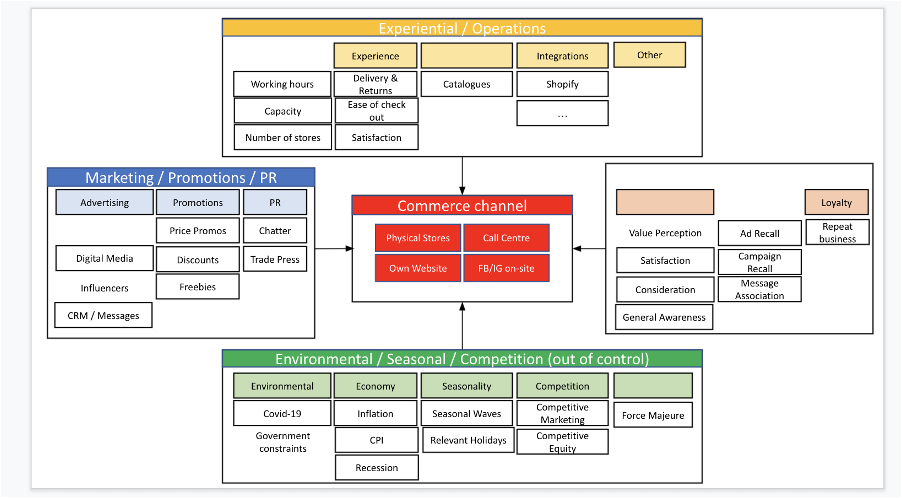 Experiential / Operations
Experience
Integrations
Other
Working hours
Delivery &
Returns
Catalogues
Shopify
Capacity
Ease of check
out
...
Number of stores
Satisfaction
Marketing / Promotions / PR
Advertising
Promotions
PR
Price Promos
Chatter
Digital Media
Discounts
Trade Press
Influencers
Freebies
CRM / Messages
Commerce channel
Physical Stores
Call Centre
Own Website
FB/IG on-site
Loyalty
Value Perception
Ad Recall
Repeat
business
Satisfaction
Campaign
Recall
Consideration
Message
Association
General Awareness
Environmental / Seasonal / Competition (out of control)
Environmental
Economy
Seasonality
Competition
Covid-19
Inflation
Seasonal Waves
Competitive
Marketing
Force Majeure
Government
constraints
CPI
Relevant Holidays
Competitive
Equity
Recession